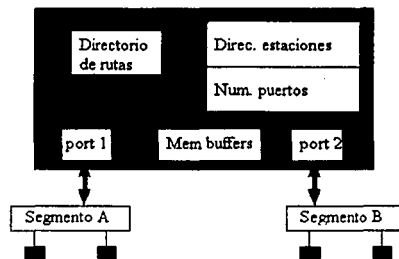 Directorio
de rutas
Direc. estaciones
Num. puertos
port 1
Mem buffers
port 2
Segmento A
Segmento B